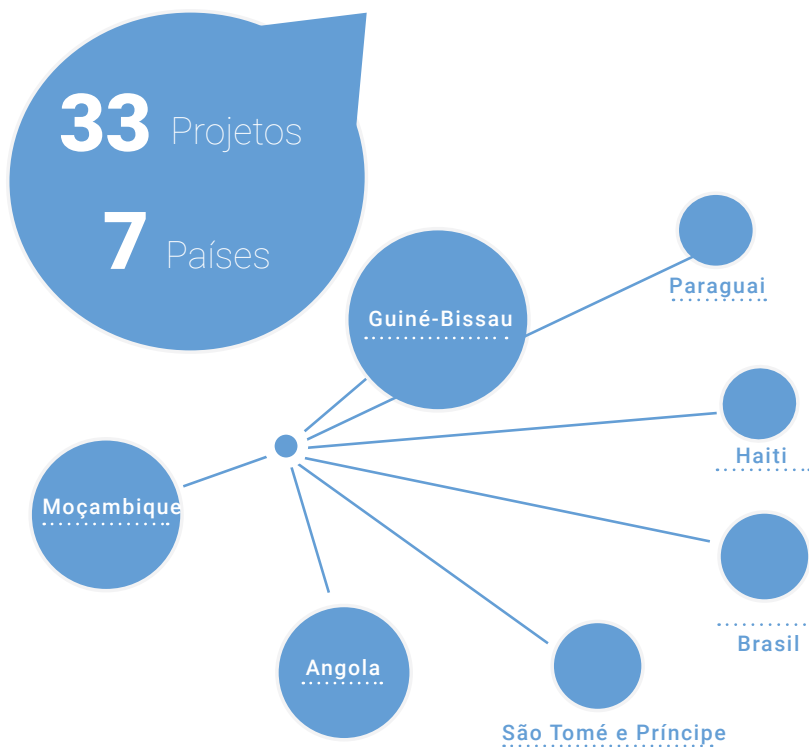 33 Projetos
7 Países
Paraguai
Guiné-Bissau
Haiti
Moçambique
Brasil
Angola
São Tomé e Príncipe